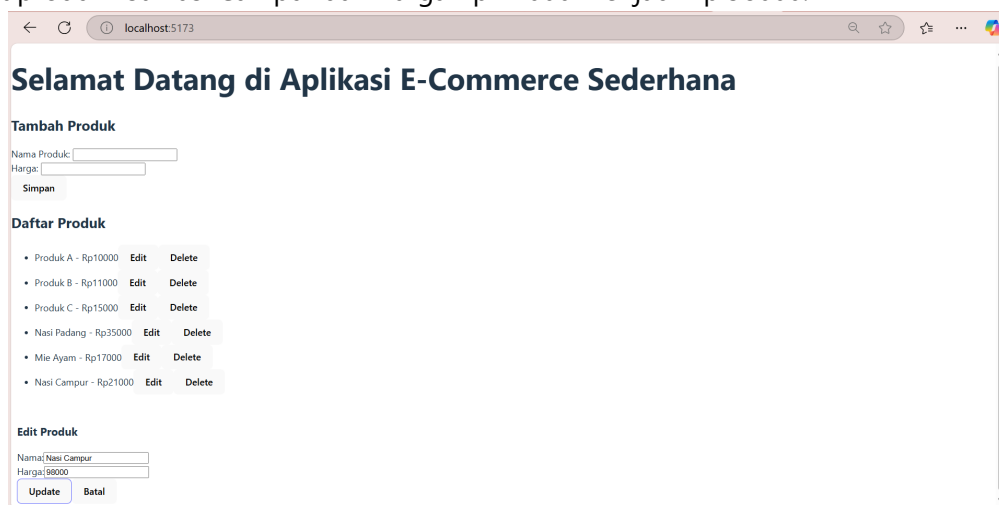 localhost:5173
Selamat Datang di Aplikasi E-Commerce Sederhana
Tambah Produk
Nama Produk:
Harga:
Simpan
Daftar Produk
• Produk A - Rp10000 Edit Delete
• Produk B - Rp11000 Edit Delete
• Produk C - Rp15000 Edit Delete
• Nasi Padang - Rp35000 Edit Delete
• Mie Ayam - Rp17000 Edit Delete
• Nasi Campur - Rp21000 Edit Delete
Edit Produk
Nama: Nasi Campur
Harga: 98000
Update Batal